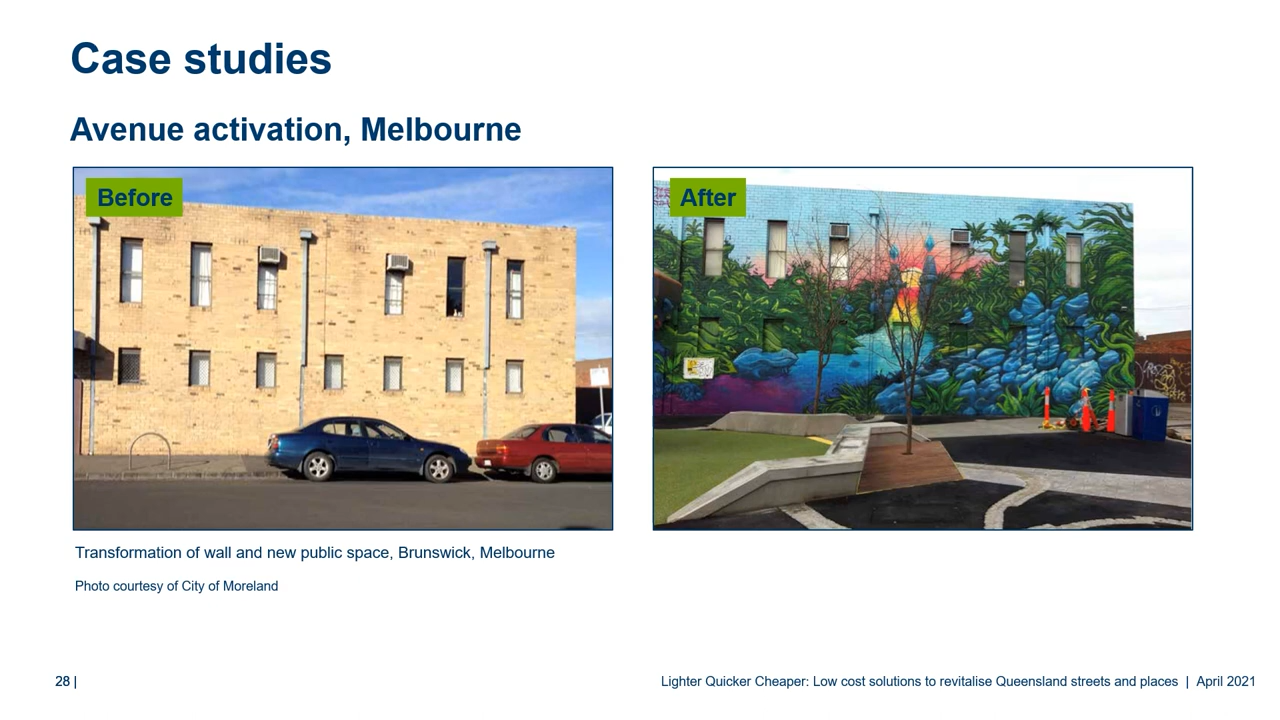 Case studies
Avenue activation, Melbourne
Before
After
Transformation of wall and new public space, Brunswick, Melbourne
Photo courtesy of City of Moreland
28 |
Lighter Quicker Cheaper: Low cost solutions to revitalise Queensland streets and places | April 2021